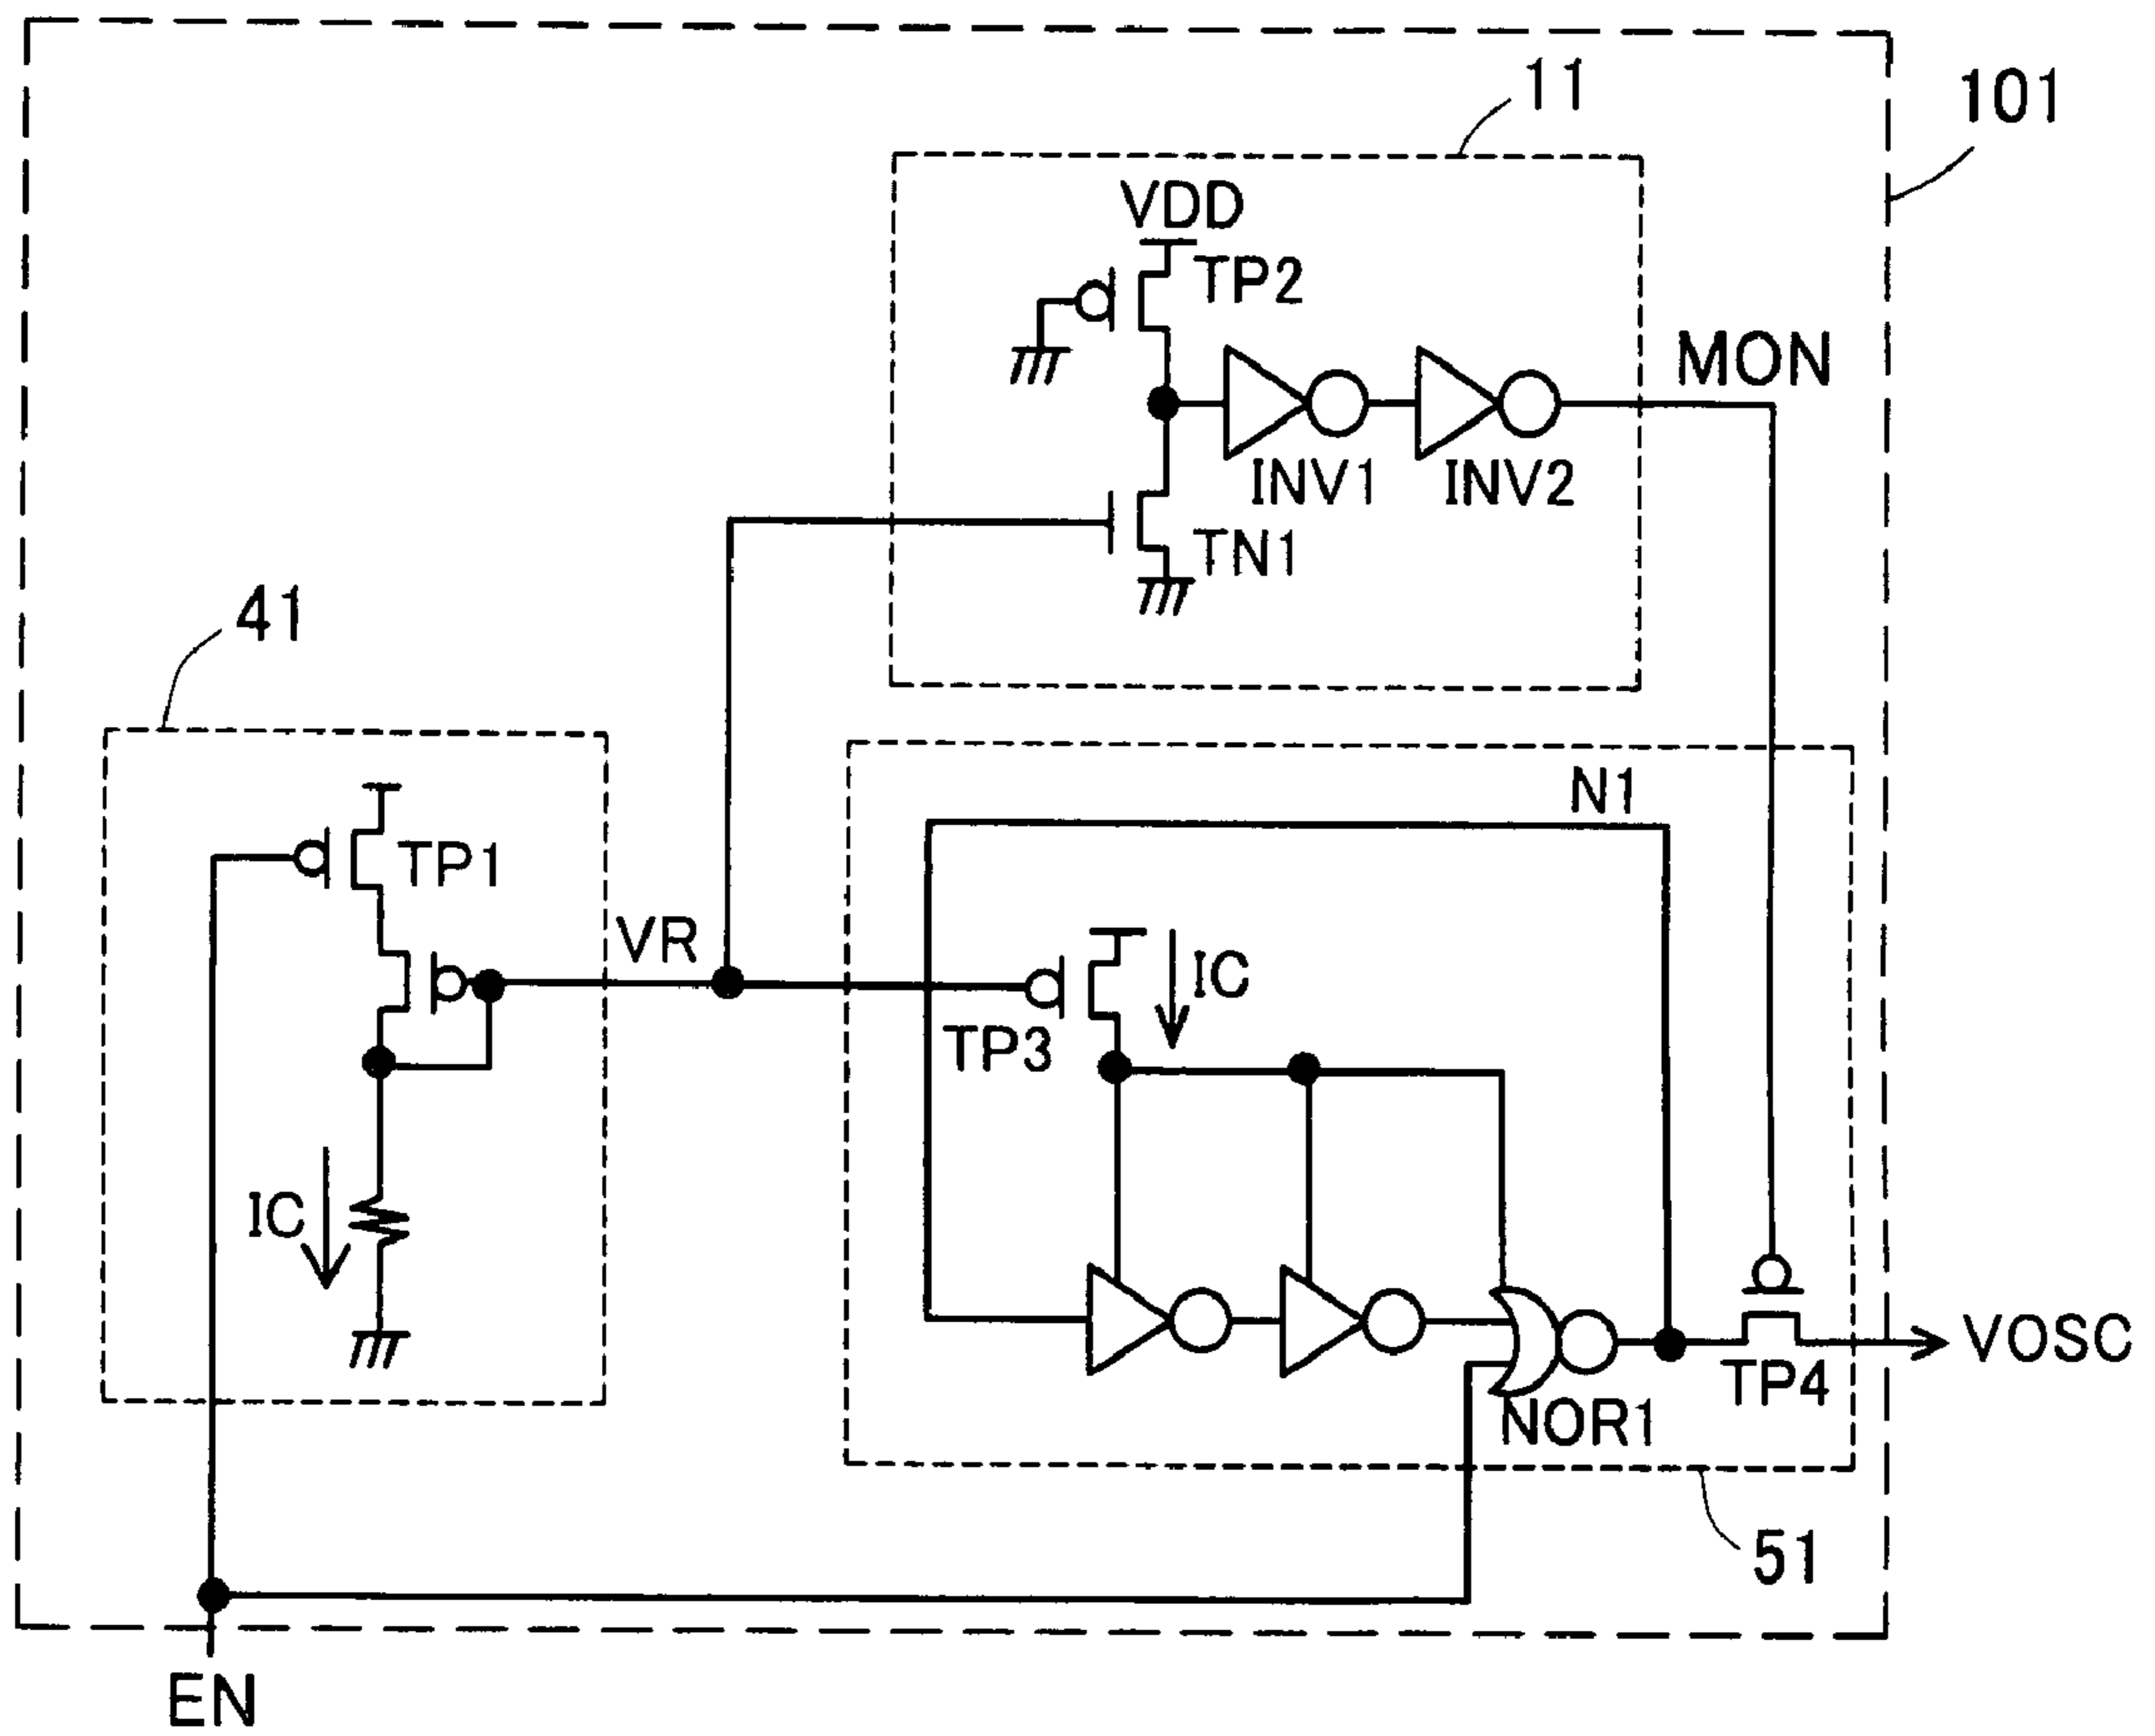 11
101
VDD
TP2
MON
INV1
INV2
TN1
41
N1
TP1
VR
IC
TP3
IC
VOSC
TP4
NOR1
51
EN